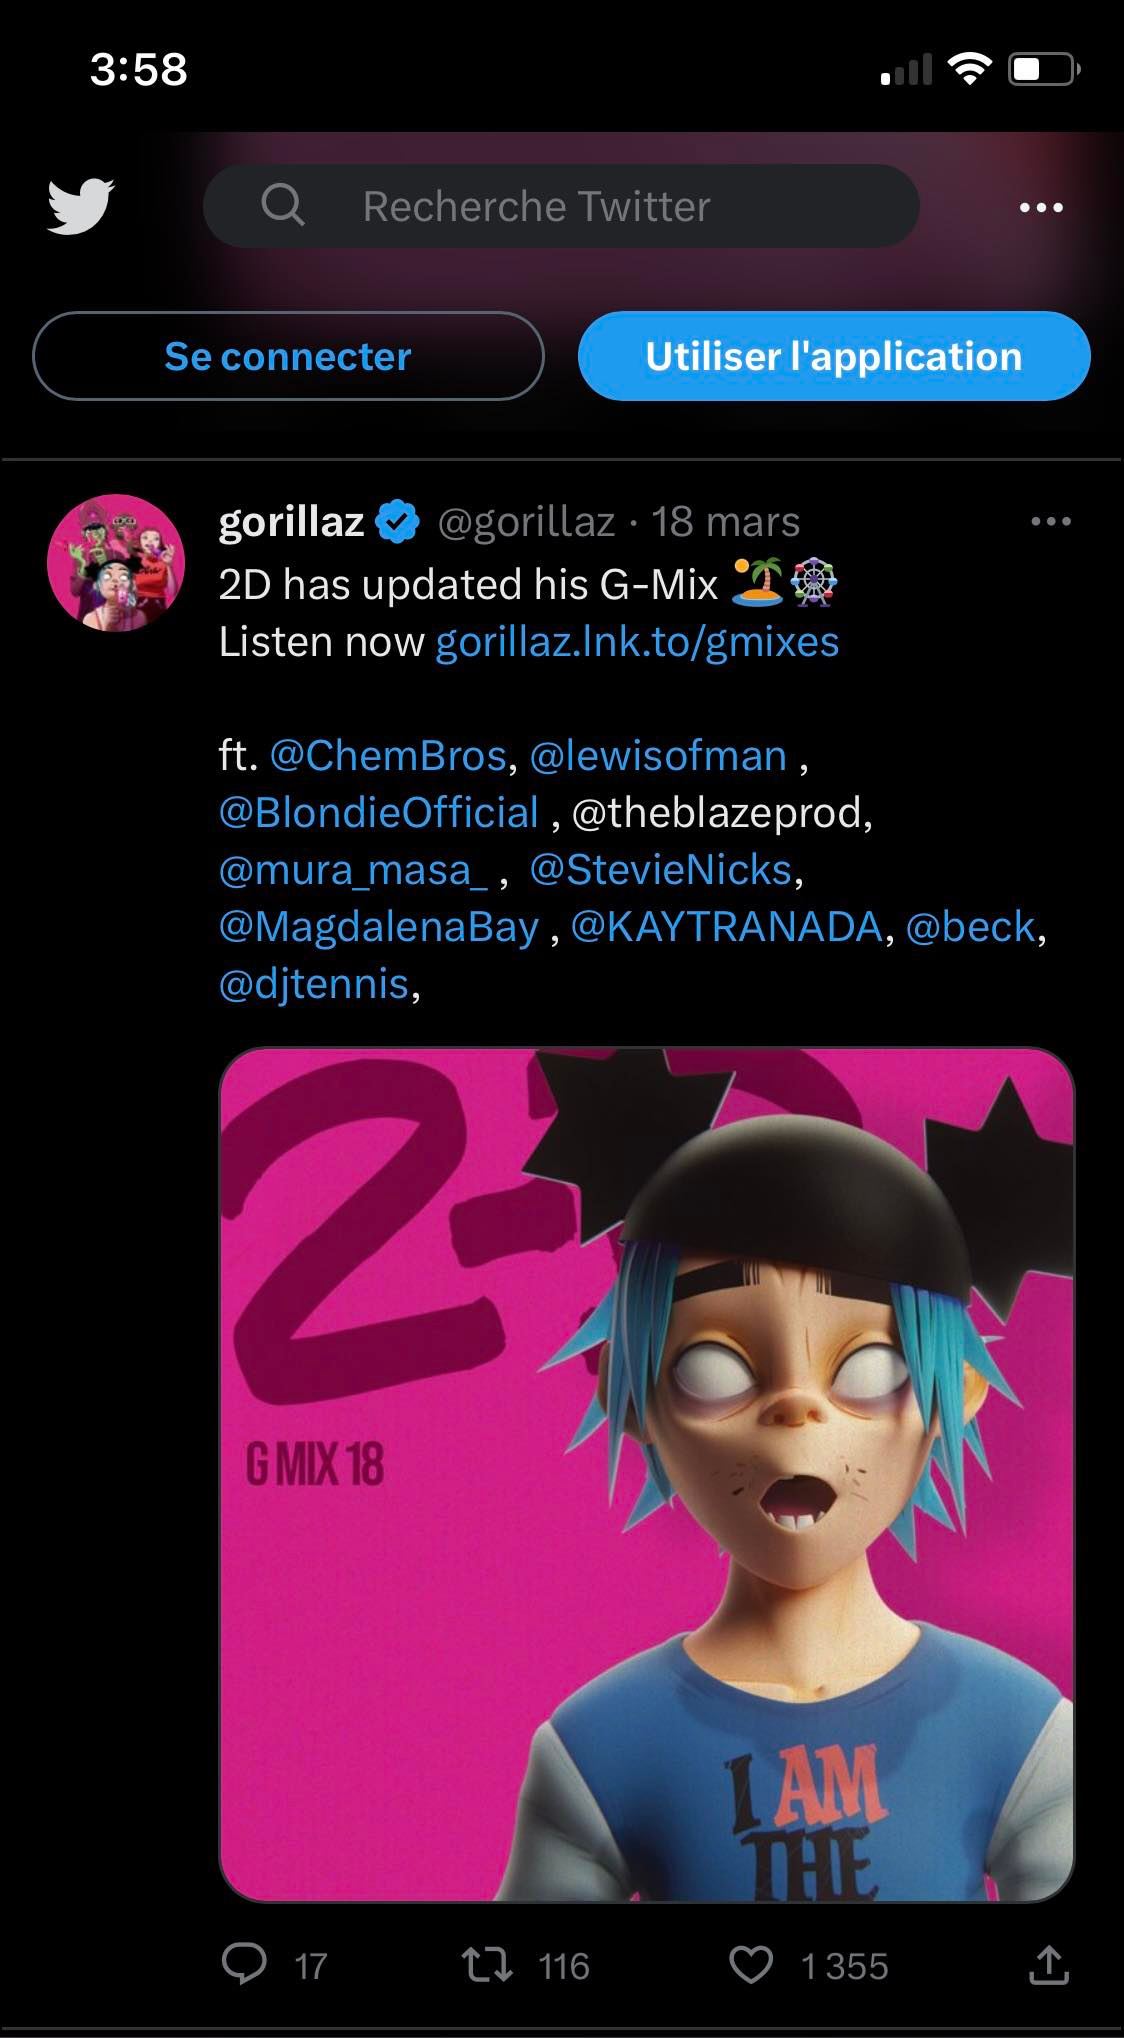 3:58
Recherche Twitter
Se connecter
Utiliser l'application
gorillaz @gorillaz · 18 mars
2D has updated his G-Mix 🏝️🎡
Listen now gorillaz.lnk.to/gmixes
ft. @ChemBros, @lewisofman ,
@BlondieOfficial , @theblazeprod,
@mura_masa_ , @StevieNicks,
@MagdalenaBay , @KAYTRANADA, @beck,
@djtennis,
2-
G MIX 18
I AM
THE
17
116
1 355